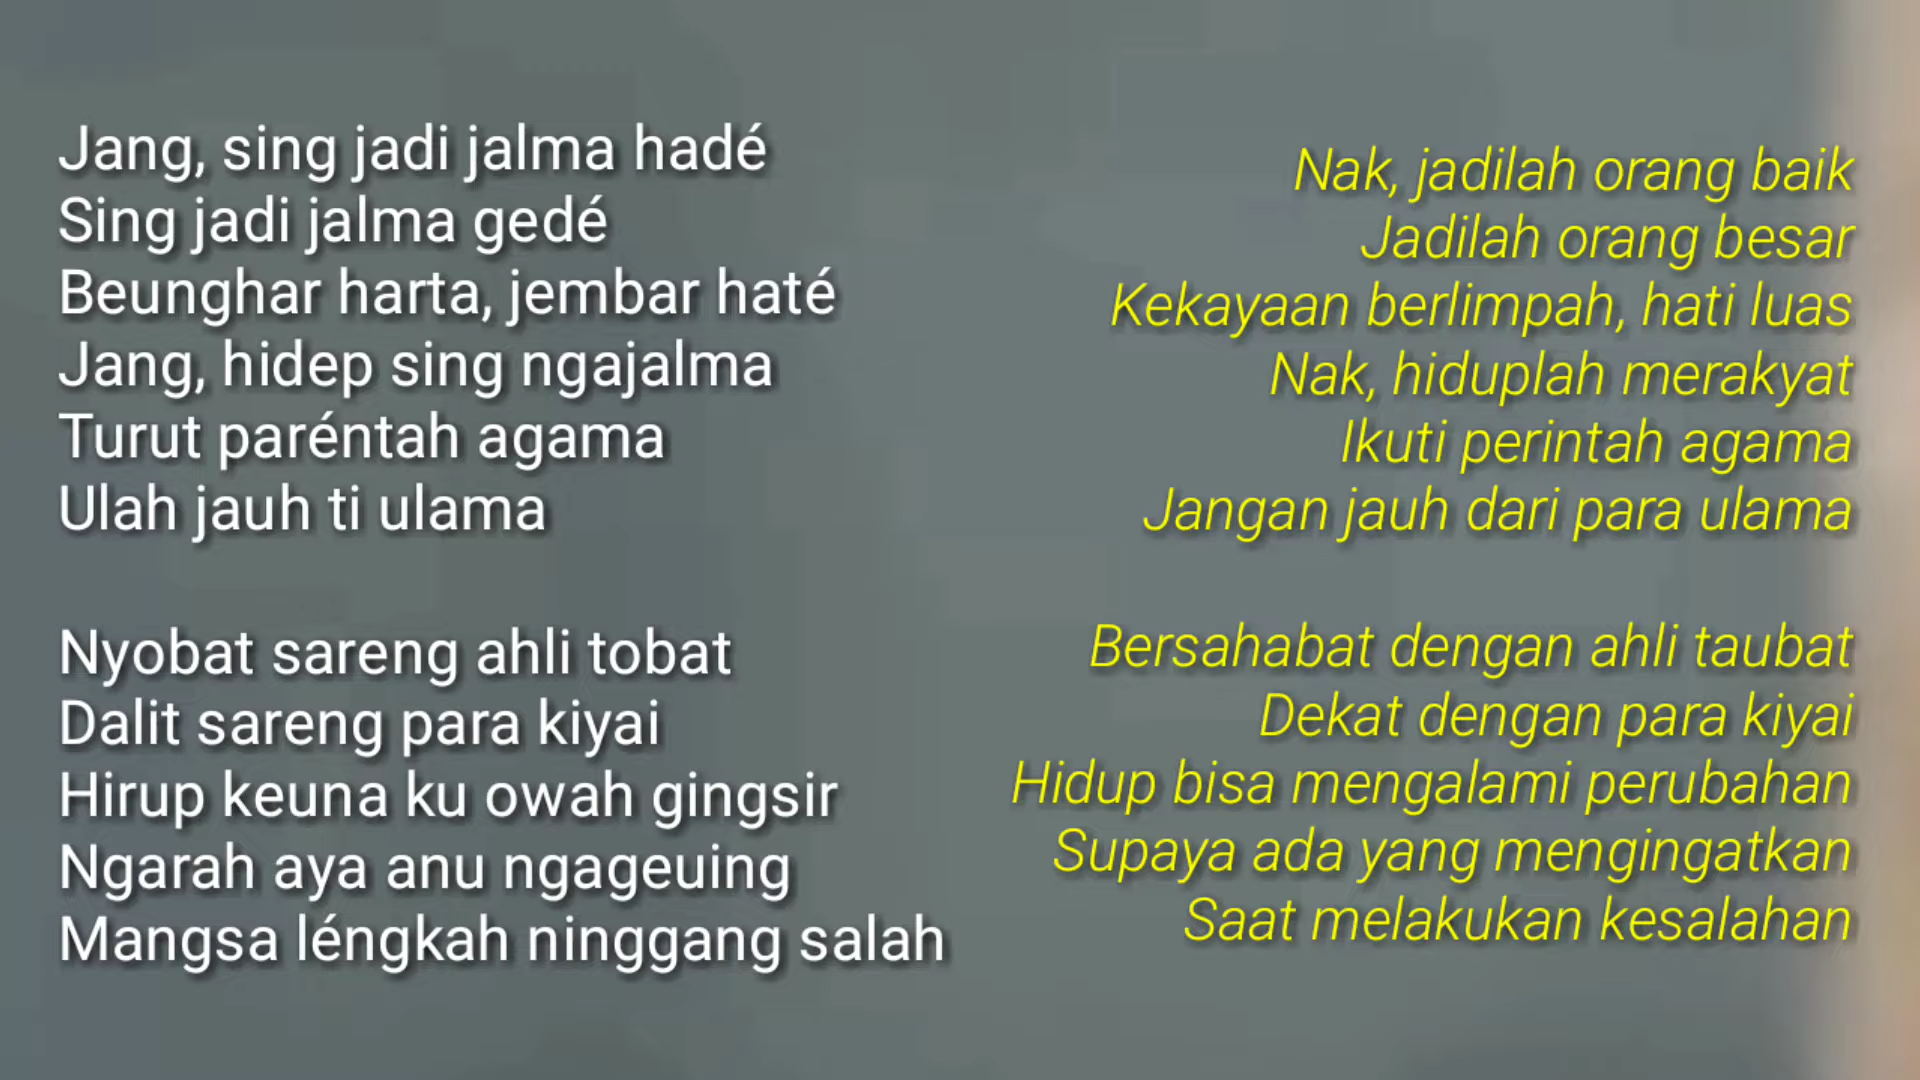 Jang, sing jadi jalma hadé
Sing jadi jalma gedé
Beunghar harta, jembar haté
Jang, hidep sing ngajalma
Turut paréntah agama
Ulah jauh ti ulama
Nyobat sareng ahli tobat
Dalit sareng para kiyai
Hirup keuna ku owah gingsir
Ngarah aya anu ngageuing
Mangsa léngkah ninggang salah
Nak, jadilah orang baik
Jadilah orang besar
Kekayaan berlimpah, hati luas
Nak, hiduplah merakyat
Ikuti perintah agama
Jangan jauh dari para ulama
Bersahabat dengan ahli taubat
Dekat dengan para kiyai
Hidup bisa mengalami perubahan
Supaya ada yang mengingatkan
Saat melakukan kesalahan